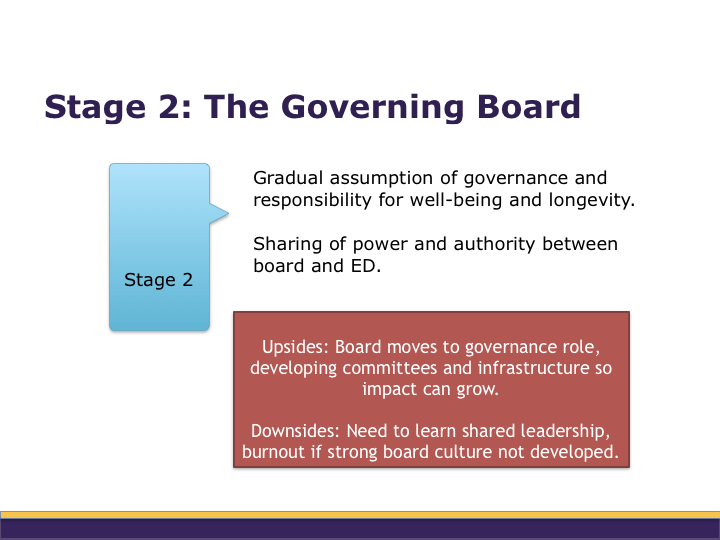 Stage 2: The Governing Board
Stage 2
Gradual assumption of governance and
responsibility for well-being and longevity.
Sharing of power and authority between
board and ED.
Upsides: Board moves to governance role,
developing committees and infrastructure so
impact can grow.
Downsides: Need to learn shared leadership,
burnout if strong board culture not developed.